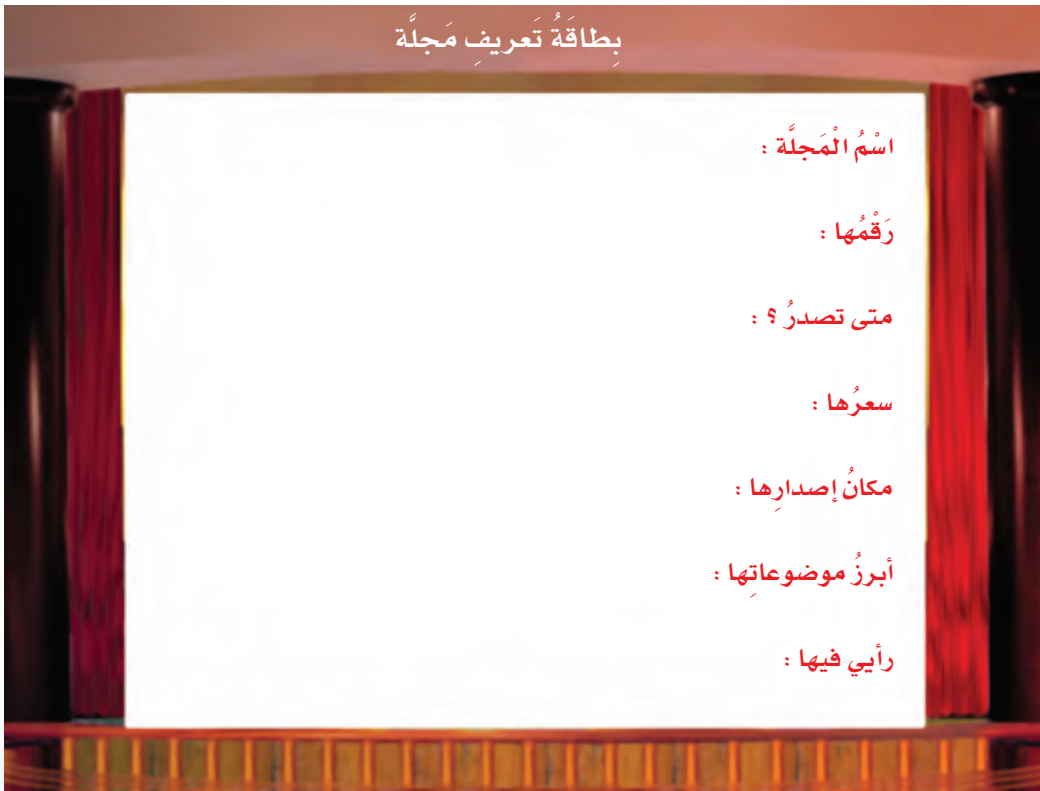 بِطاقَةُ تَعريفِ مَجلَّة
اسْمُ الْمَجلَّة :
رَقْمُها :
متى تصدرُ ؟ :
سعرُها :
مكانُ إصدارِها :
أبرزُ موضوعاتِها :
رأيي فيها :